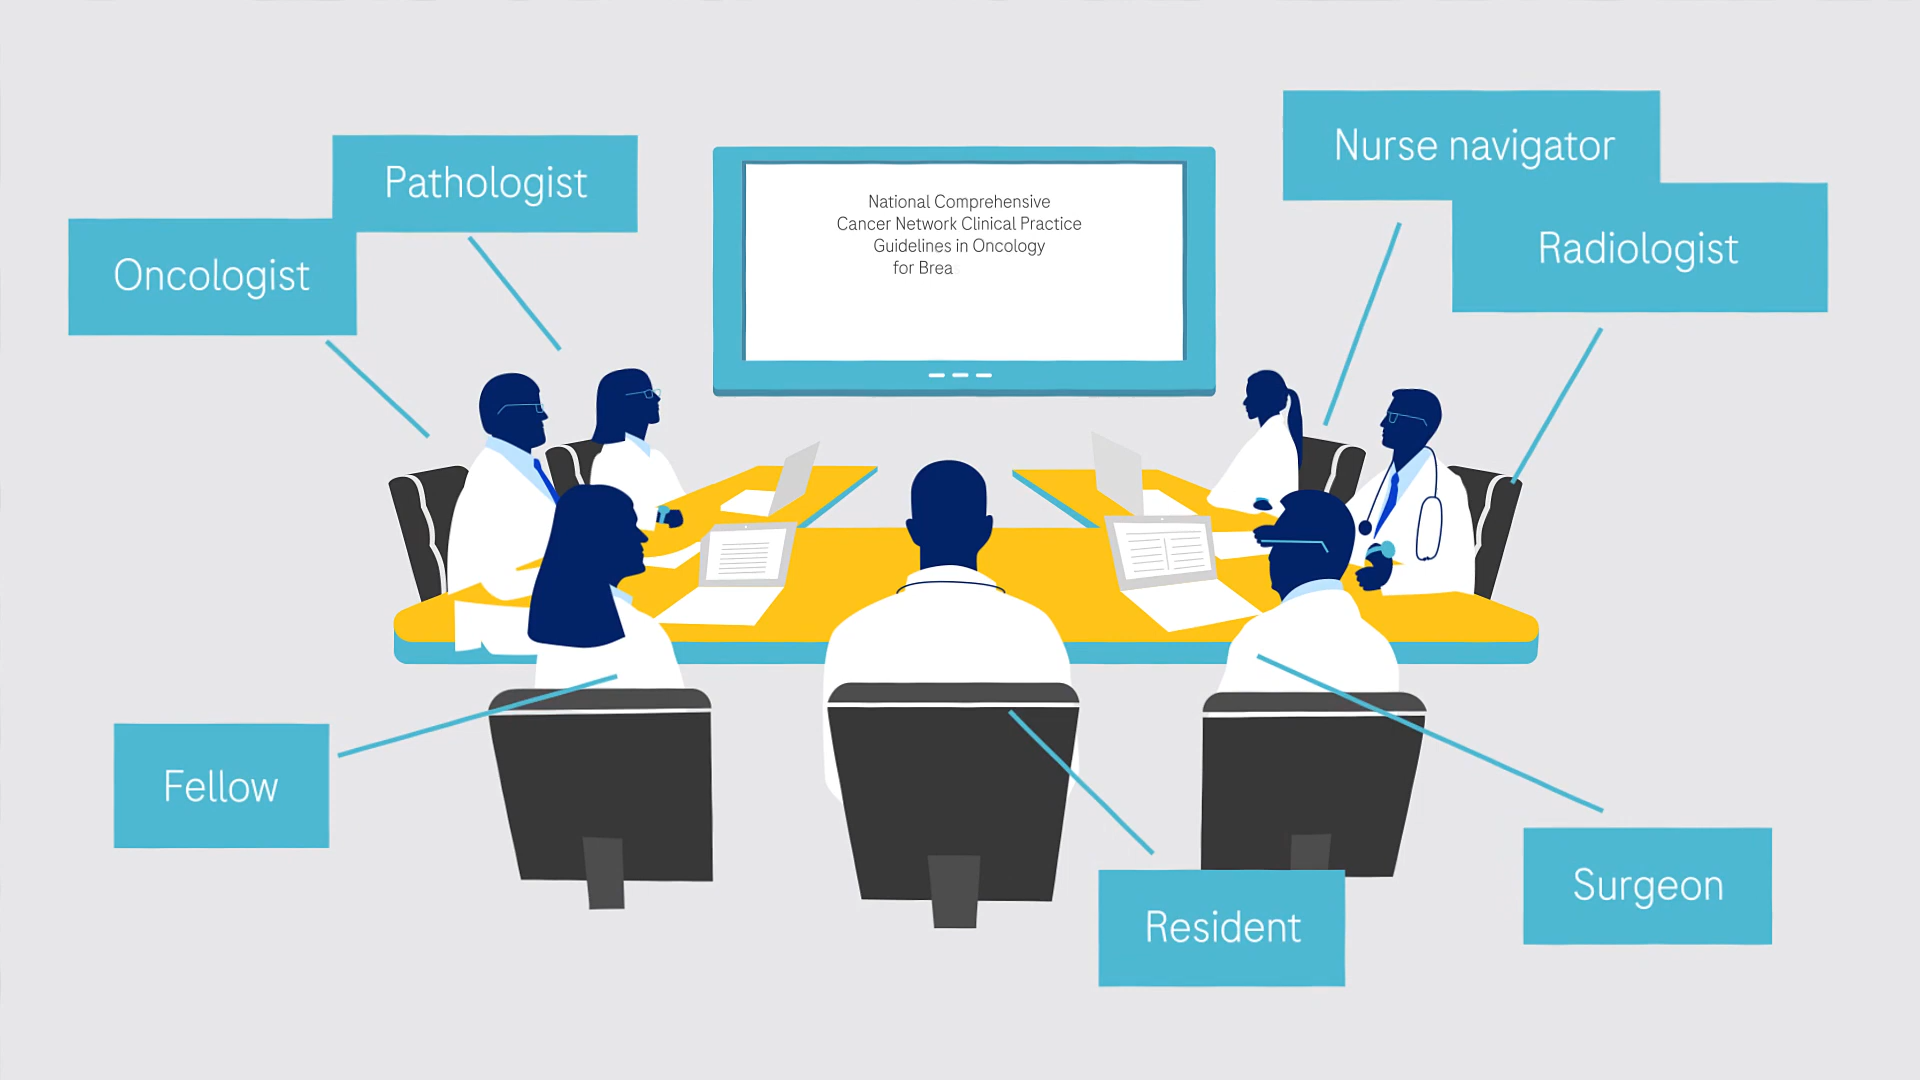 Pathologist
Oncologist
National Comprehensive
Cancer Network Clinical Practice
Guidelines in Oncology
for Brea
Nurse navigator
Radiologist
Fellow
Resident
Surgeon